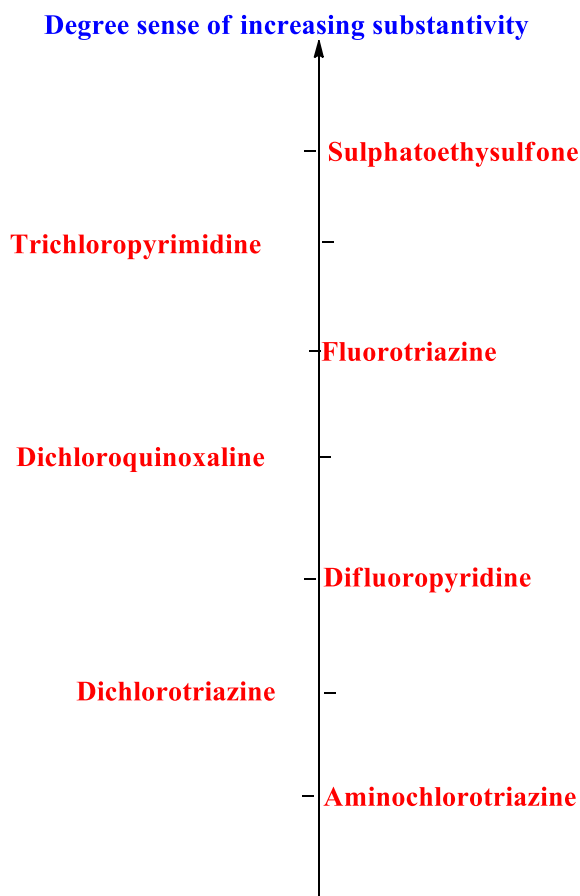 Degree sense of increasing substantivity
Sulphatoethysulfone
Trichloropyrimidine
Fluorotriazine
Dichloroquinoxaline
Difluoropyridine
Dichlorotriazine
Aminochlorotriazine